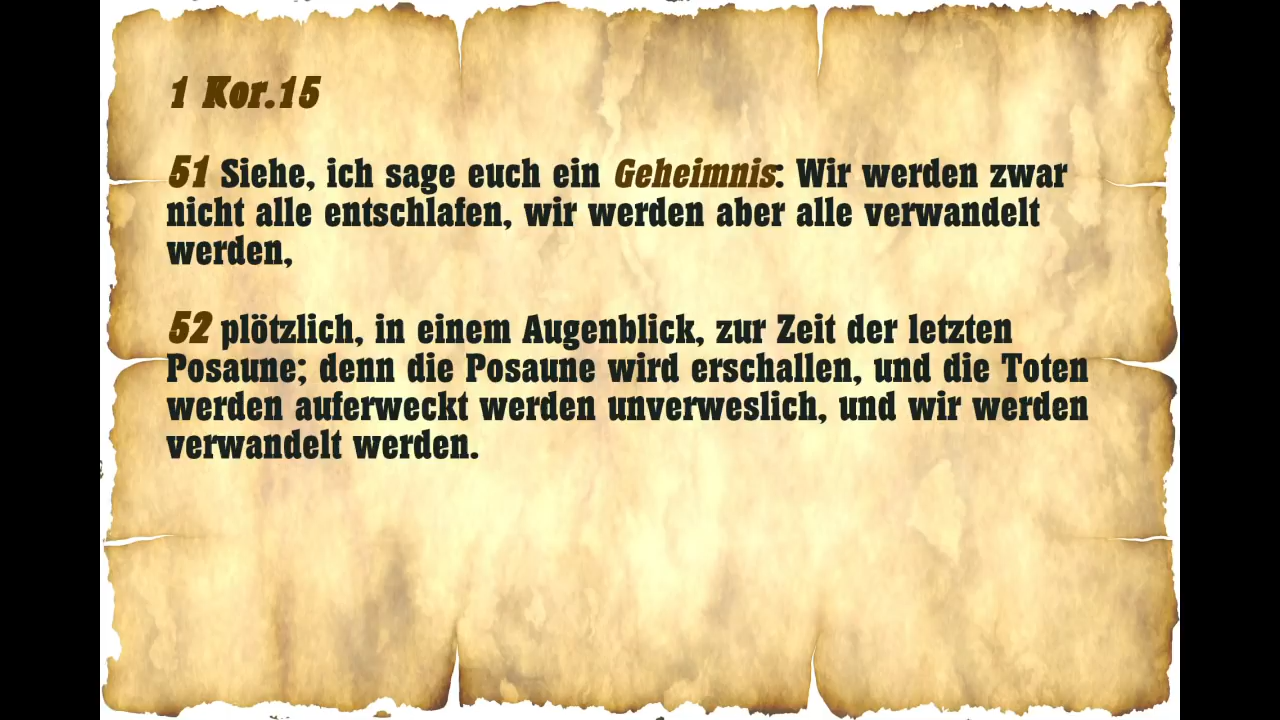 1 Kor.15
51 Siehe, ich sage euch ein Geheimnis: Wir werden zwar
nicht alle entschlafen, wir werden aber alle verwandelt
werden,
52 plötzlich, in einem Augenblick, zur Zeit der letzten
Posaune; denn die Posaune wird erschallen, und die Toten
werden auferweckt werden unverweslich, und wir werden
verwandelt werden.